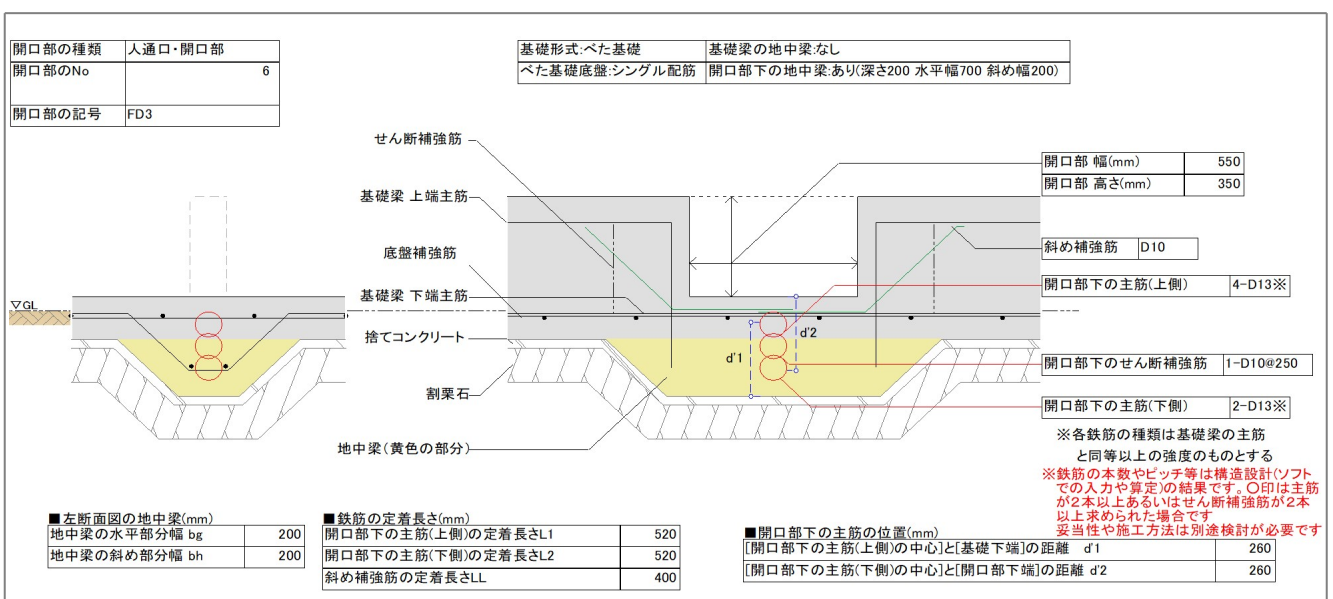 開口部の種類 人通口・開口部
開口部のNo 6
開口部の記号 FD3
基礎形式:べた基礎 基礎梁の地中梁:なし
べた基礎底盤:シングル配筋 開口部下の地中梁:あり(深さ200 水平幅700 斜め幅200)
せん断補強筋
基礎梁 上端主筋
底盤補強筋
基礎梁 下端主筋
捨てコンクリート
割栗石
地中梁(黄色の部分)
▽GL
d'1
d'2
開口部 幅(mm) 550
開口部 高さ(mm) 350
斜め補強筋 D10
開口部下の主筋(上側) 4-D13※
開口部下のせん断補強筋 1-D10@250
開口部下の主筋(下側) 2-D13※
※各鉄筋の種類は基礎梁の主筋
と同等以上の強度のものとする
※鉄筋の本数やピッチ等は構造設計(ソフト
での入力や算定)の結果です。〇印は主筋
が2本以上あるいはせん断補強筋が2本
以上求められた場合です
妥当性や施工方法は別途検討が必要です
■左断面図の地中梁(mm)
地中梁の水平部分幅 bg 200
地中梁の斜め部分幅 bh 200
■鉄筋の定着長さ(mm)
開口部下の主筋(上側)の定着長さL1 520
開口部下の主筋(下側)の定着長さL2 520
斜め補強筋の定着長さLL 400
■開口部下の主筋の位置(mm)
[開口部下の主筋(上側)の中心]と[基礎下端]の距離 d'1 260
[開口部下の主筋(下側)の中心]と[開口部下端]の距離 d'2 260